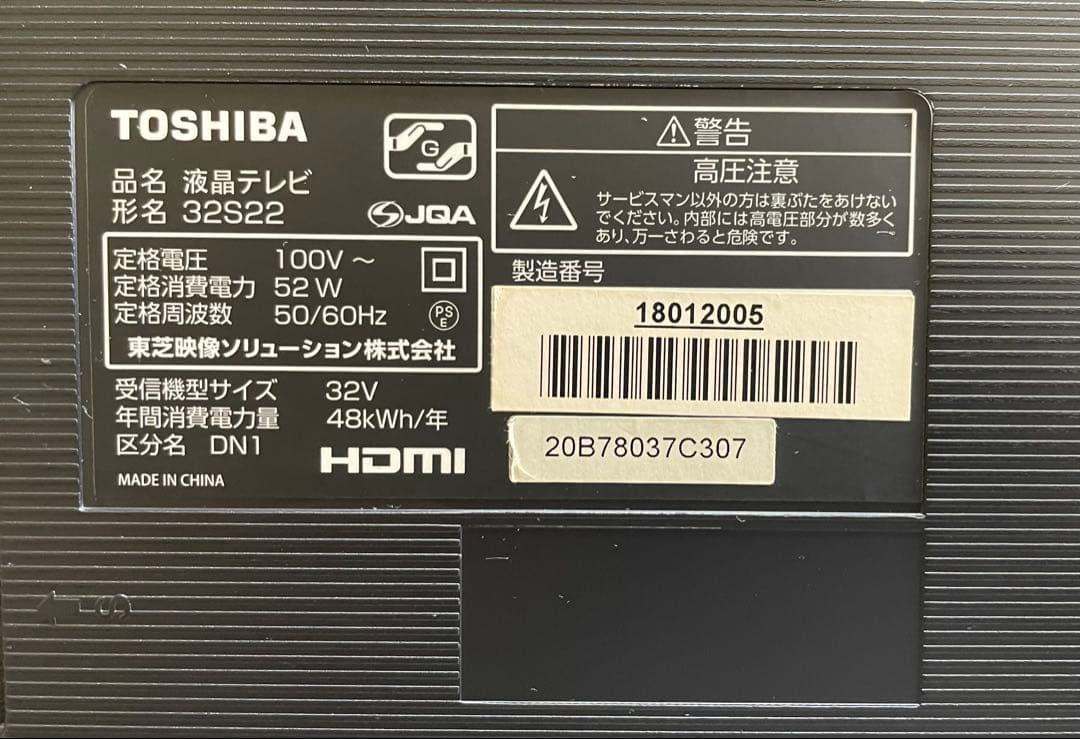 TOSHIBA
品名 液晶テレビ
形名 32S22
G
JQA
定格電圧 100V ～
定格消費電力 52W
定格周波数 50/60Hz
PS
E
東芝映像ソリューション株式会社
受信機型サイズ 32V
年間消費電力量 48kWh/年
区分名 DN1
HDMI
MADE IN CHINA
⚠警告
高圧注意
サービスマン以外の方は裏ぶたをあけない
でください。内部には高電圧部分が数多く
あり、万一さわると危険です。
製造番号
18012005
20B78037C307